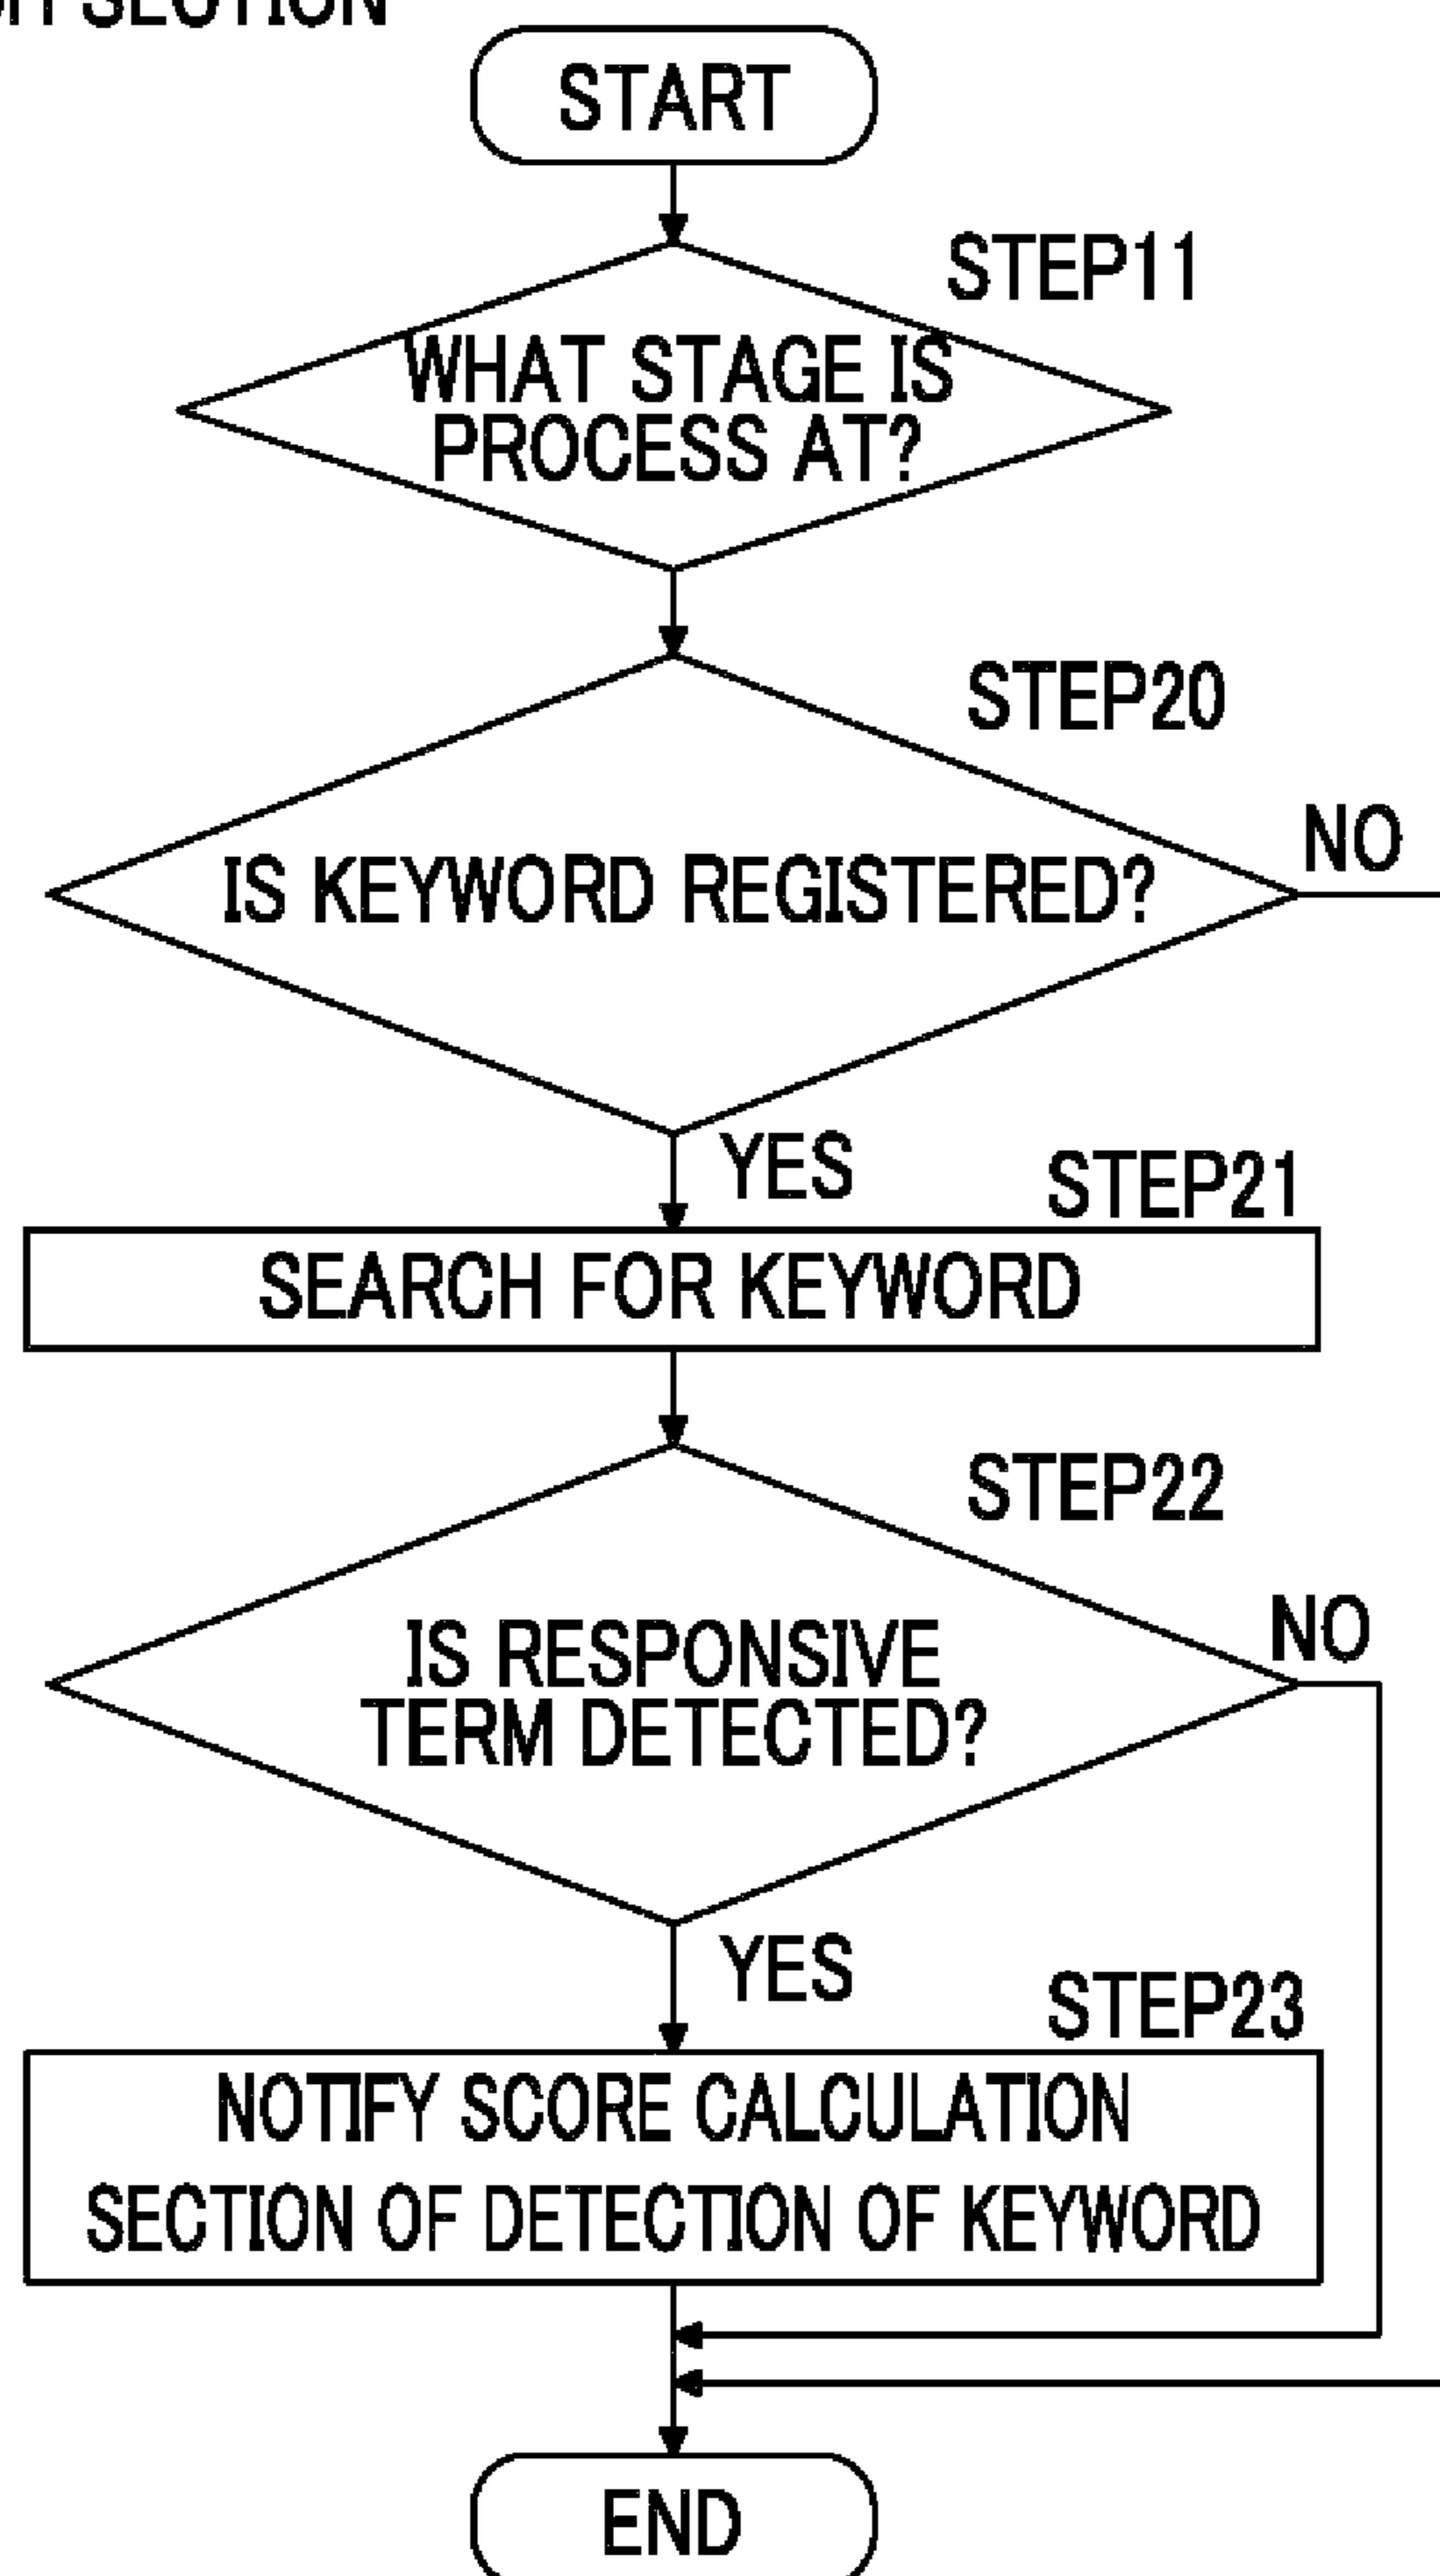 SECTION
START
STEP11
WHAT STAGE IS
PROCESS AT?
STEP20
NO
IS KEYWORD REGISTERED?
YES
STEP21
SEARCH FOR KEYWORD
STEP22
NO
IS RESPONSIVE
TERM DETECTED?
YES
STEP23
NOTIFY SCORE CALCULATION
SECTION OF DETECTION OF KEYWORD
END